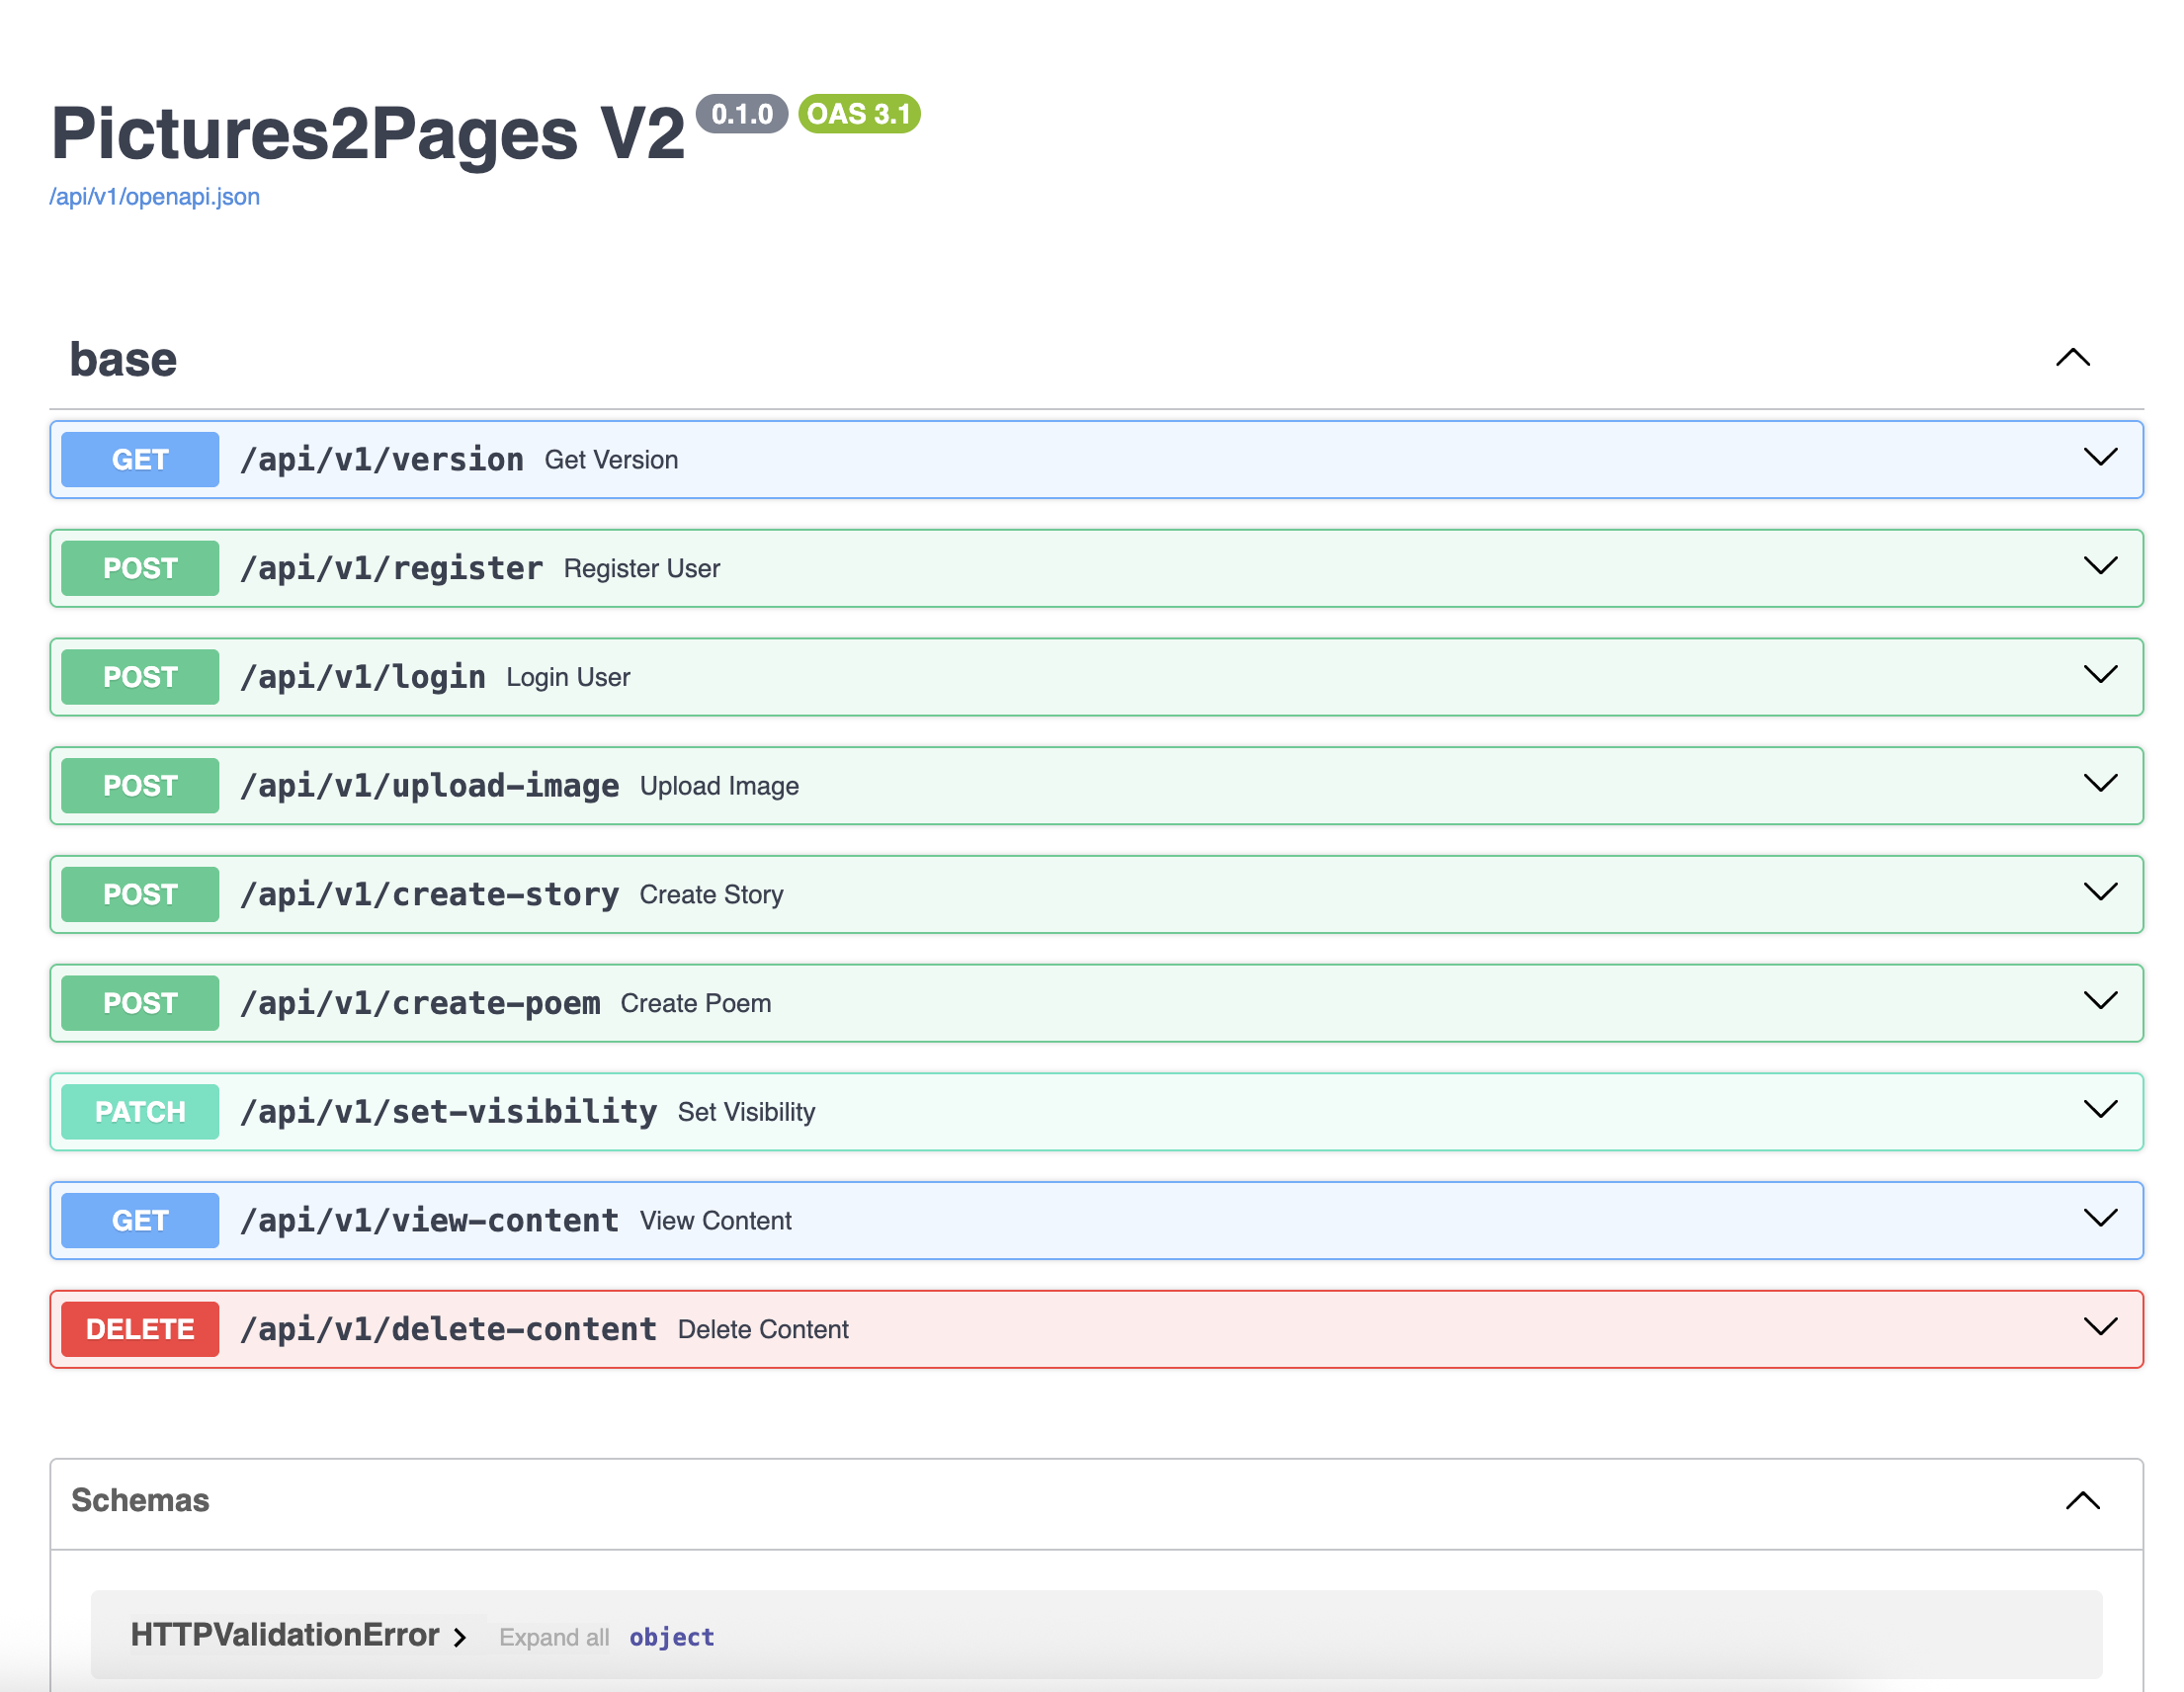 Pictures2Pages V2 0.1.0 OAS 3.1
/api/v1/openapi.json
base
GET /api/v1/version Get Version
POST /api/v1/register Register User
POST /api/v1/login Login User
POST /api/v1/upload-image Upload Image
POST /api/v1/create-story Create Story
POST /api/v1/create-poem Create Poem
PATCH /api/v1/set-visibility Set Visibility
GET /api/v1/view-content View Content
DELETE /api/v1/delete-content Delete Content
Schemas
HTTPValidationError Expand all object